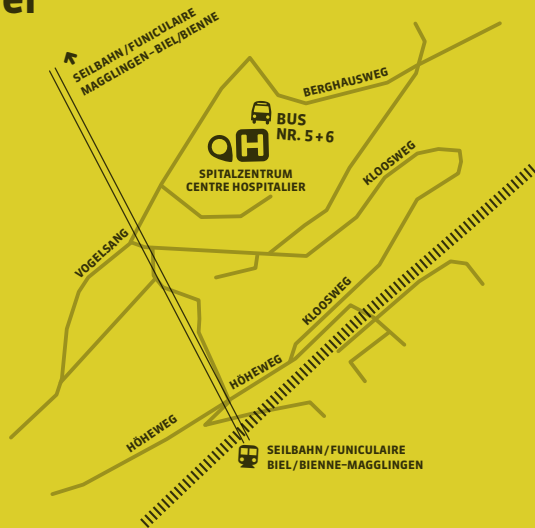 er
SEILBAHN/FUNICULAIRE
MAGGLINGEN–BIEL/BIENNE
BERGHAUSWEG
BUS
NR. 5+6
H
SPITALZENTRUM
CENTRE HOSPITALIER
KLOOSWEG
VOGELSANG
KLOOSWEG
HÖHEWEG
HÖHEWEG
SEILBAHN/FUNICULAIRE
BIEL/BIENNE–MAGGLINGEN